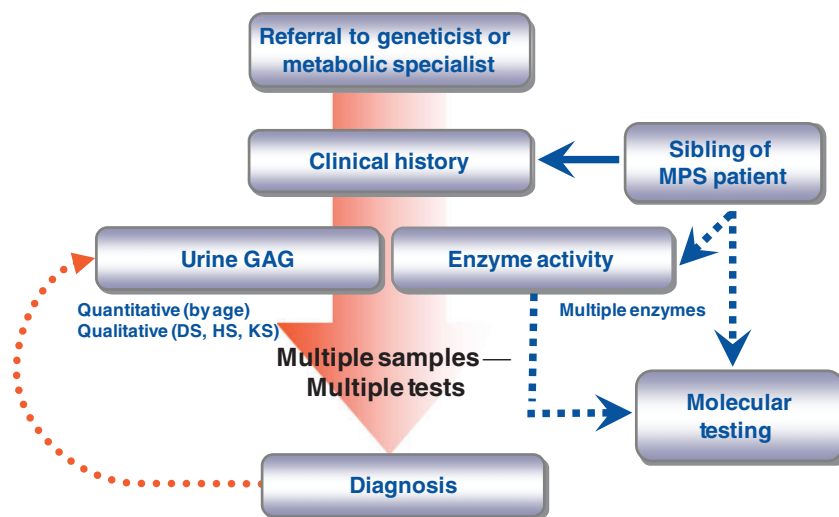 Referral to geneticist or
metabolic specialist
Clinical history
Sibling of
MPS patient
Urine GAG
Enzyme activity
Quantitative (by age)
Qualitative (DS, HS, KS)
Multiple enzymes
Multiple samples —
Multiple tests
Molecular
testing
Diagnosis